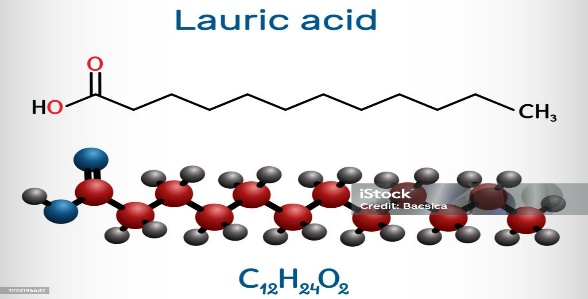 Lauric acid
O
HO
CH₃
iStock
Credit: Bacsica
C₁₂H₂₄O₂